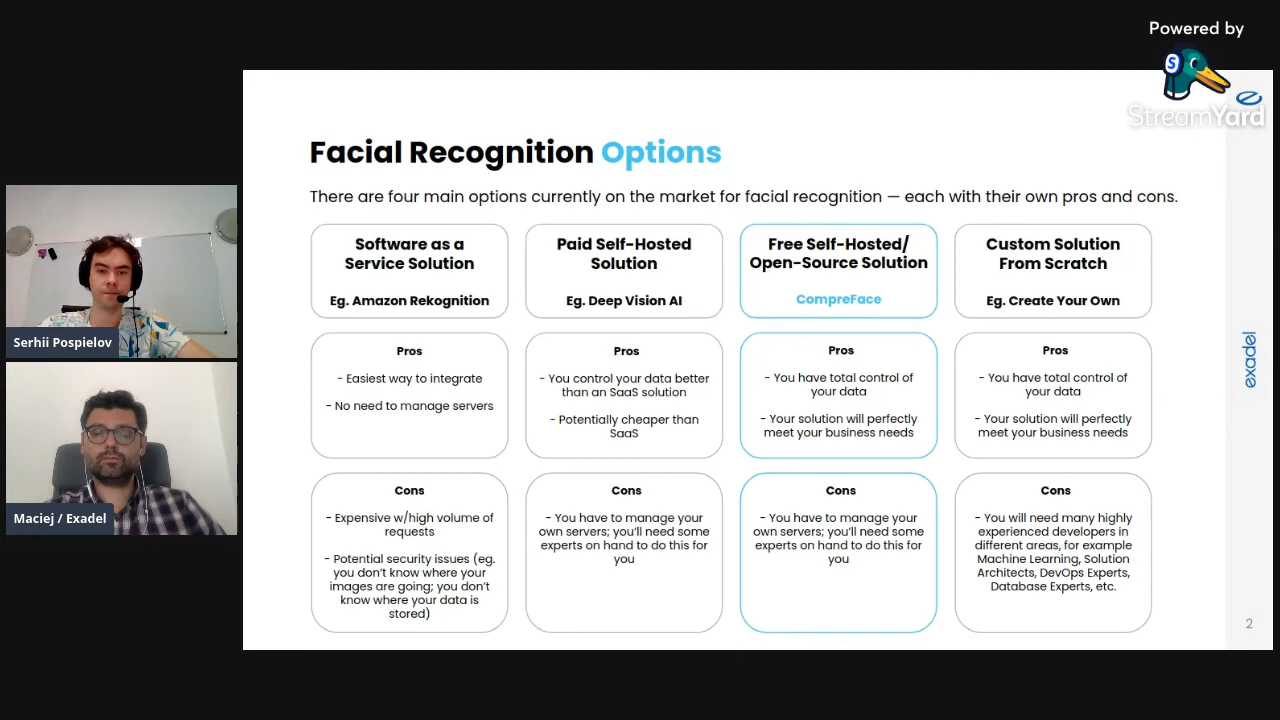 Powered by
S
StreamYard
Facial Recognition Options
There are four main options currently on the market for facial recognition — each with their own pros and cons.
Software as a
Service Solution
Eg. Amazon Rekognition
Pros
- Easiest way to integrate
- No need to manage servers
Cons
- Expensive w/high volume of
requests
- Potential security issues (eg.
you don't know where your
images are going; you don't
know where your data is
stored)
Paid Self-Hosted
Solution
Eg. Deep Vision AI
Pros
- You control your data better
than an SaaS solution
- Potentially cheaper than
SaaS
Cons
- You have to manage your
own servers; you'll need some
experts on hand to do this for
you
Free Self-Hosted/
Open-Source Solution
CompreFace
Pros
- You have total control of
your data
- Your solution will perfectly
meet your business needs
Cons
- You have to manage your
own servers; you'll need some
experts on hand to do this for
you
Custom Solution
From Scratch
Eg. Create Your Own
Pros
- You have total control of
your data
- Your solution will perfectly
meet your business needs
Cons
- You will need many highly
experienced developers in
different areas, for example
Machine Learning, Solution
Architects, DevOps Experts,
Database Experts, etc.
exadel
2
Serhii Pospielov
Maciej / Exadel